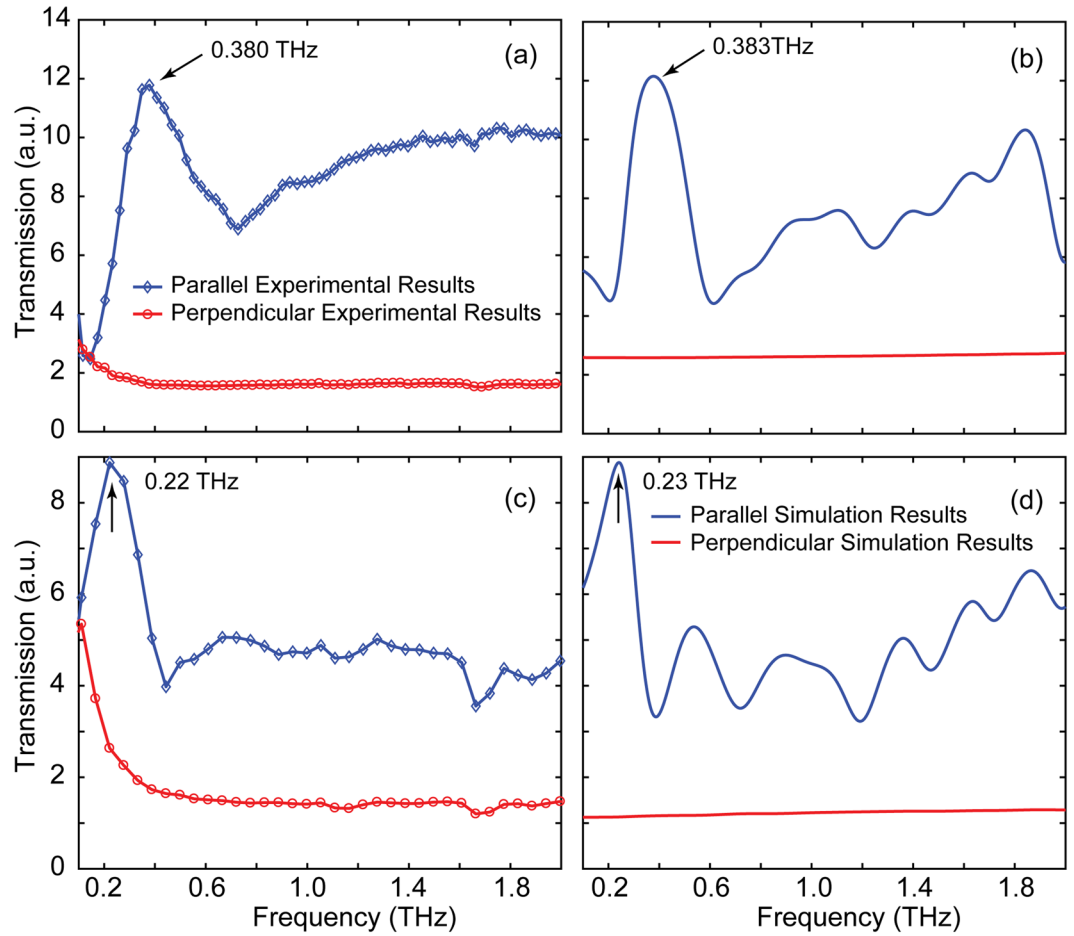 14
12
10
8
6
4
2
0
Transmission (a.u.)
0.380 THz
(a)
Parallel Experimental Results
Perpendicular Experimental Results
0.383THz
(b)
8
6
4
2
0
Transmission (a.u.)
0.22 THz
(c)
0.2 0.6 1.0 1.4 1.8
Frequency (THz)
0.23 THz
(d)
Parallel Simulation Results
Perpendicular Simulation Results
0.2 0.6 1.0 1.4 1.8
Frequency (THz)